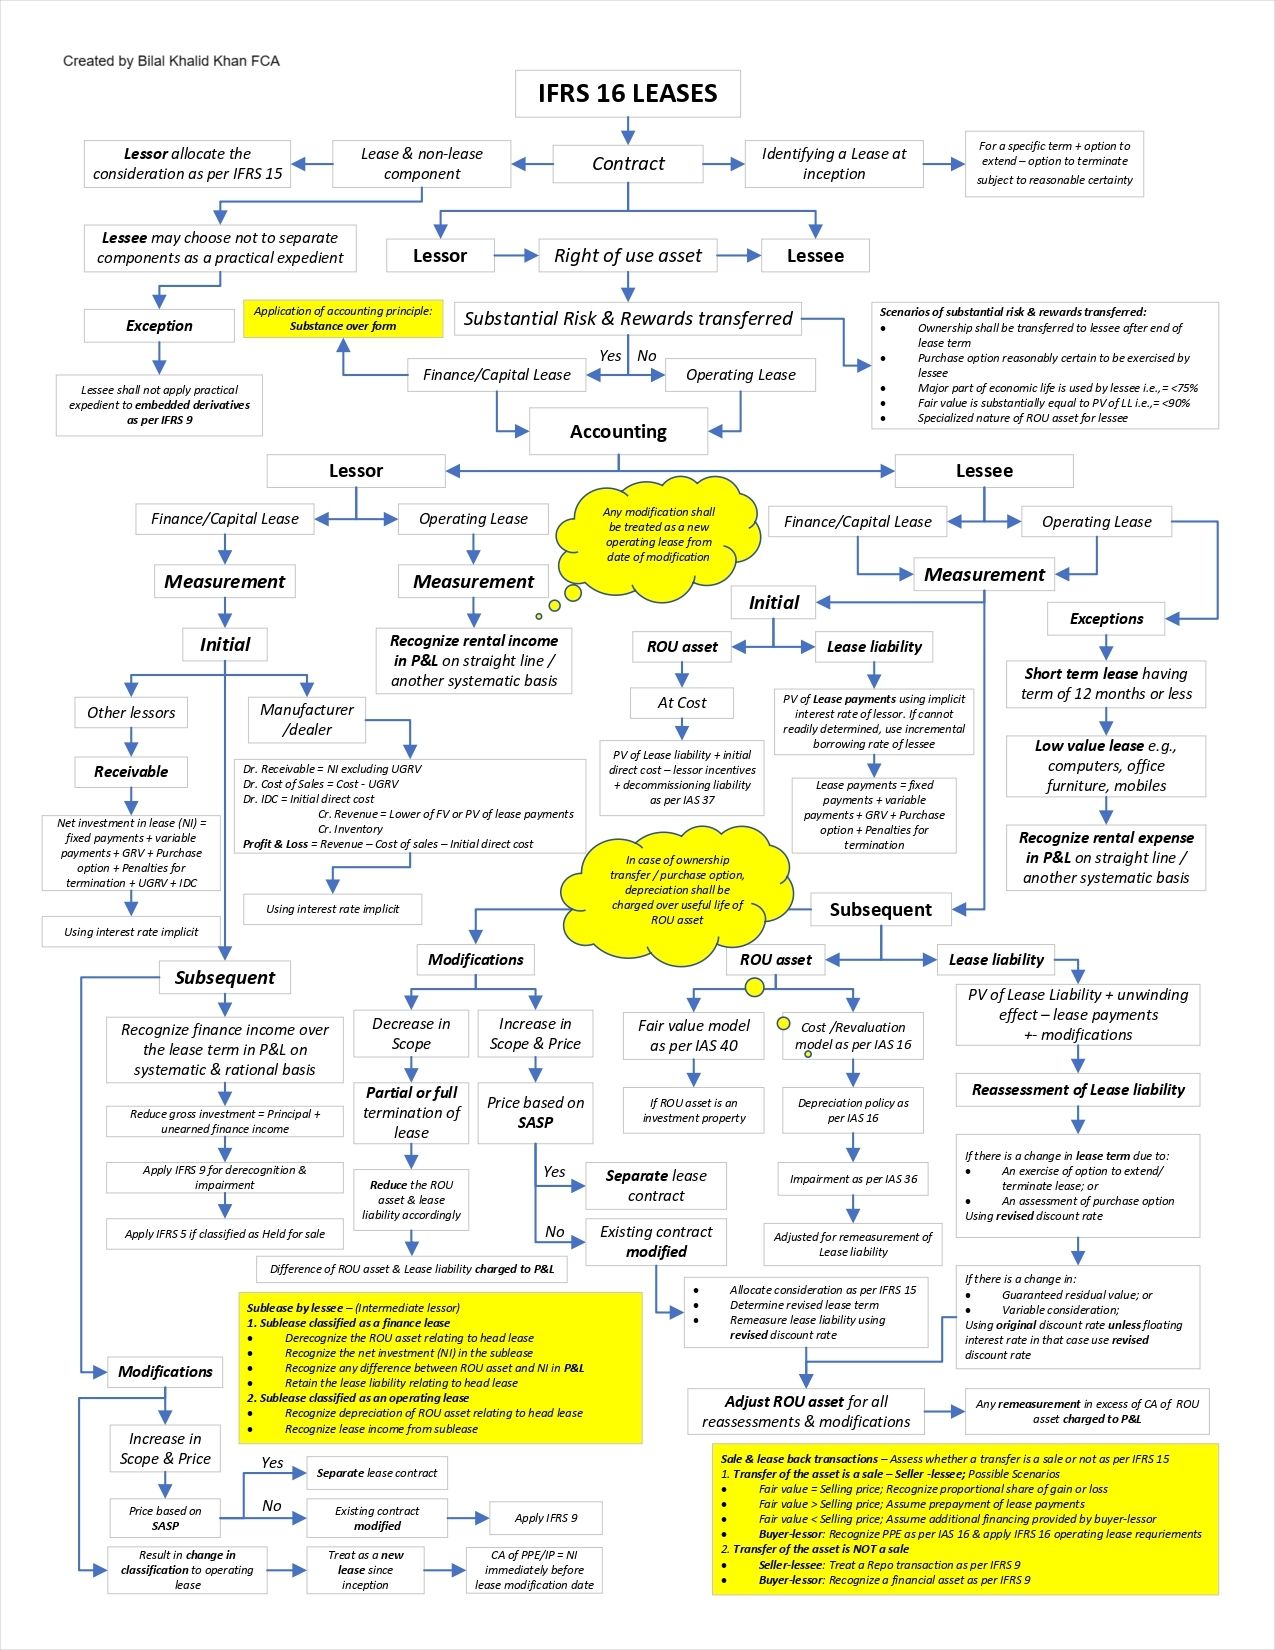 Created by Bilal Khalid Khan FCA
IFRS 16 LEASES
Lessor allocate the
consideration as per IFRS 15
Lease & non-lease
component
Contract
Identifying a Lease at
inception
For a specific term + option to
extend – option to terminate
subject to reasonable certainty
Lessee may choose not to separate
components as a practical expedient
Lessor
Right of use asset
Lessee
Exception
Application of accounting principle:
Substance over form
Substantial Risk & Rewards transferred
Scenarios of substantial risk & rewards transferred:
• Ownership shall be transferred to lessee after end of
lease term
• Purchase option reasonably certain to be exercised by
lessee
• Major part of economic life is used by lessee i.e.,= <75%
• Fair value is substantially equal to PV of LL i.e.,= <90%
• Specialized nature of ROU asset for lessee
Yes
No
Lessee shall not apply practical
expedient to embedded derivatives
as per IFRS 9
Finance/Capital Lease
Operating Lease
Accounting
Lessor
Lessee
Finance/Capital Lease
Operating Lease
Any modification shall
be treated as a new
operating lease from
date of modification
Finance/Capital Lease
Operating Lease
Measurement
Measurement
Measurement
Initial
Recognize rental income
in P&L on straight line /
another systematic basis
Initial
Exceptions
ROU asset
Lease liability
Short term lease having
term of 12 months or less
Other lessors
Manufacturer
/dealer
At Cost
PV of Lease payments using implicit
interest rate of lessor. If cannot
readily determined, use incremental
borrowing rate of lessee
Receivable
Dr. Receivable = NI excluding UGRV
Dr. Cost of Sales = Cost - UGRV
Dr. IDC = Initial direct cost
Cr. Revenue = Lower of FV or PV of lease payments
Cr. Inventory
Profit & Loss = Revenue – Cost of sales – Initial direct cost
PV of Lease liability + initial
direct cost – lessor incentives
+ decommissioning liability
as per IAS 37
Low value lease e.g.,
computers, office
furniture, mobiles
Lease payments = fixed
payments + variable
payments + GRV + Purchase
option + Penalties for
termination
Net investment in lease (NI) =
fixed payments + variable
payments + GRV + Purchase
option + Penalties for
termination + UGRV + IDC
Recognize rental expense
in P&L on straight line /
another systematic basis
In case of ownership
transfer / purchase option,
depreciation shall be
charged over useful life of
ROU asset
Using interest rate implicit
Using interest rate implicit
Subsequent
Subsequent
Modifications
ROU asset
Lease liability
Recognize finance income over
the lease term in P&L on
systematic & rational basis
Decrease in
Scope
Increase in
Scope & Price
Fair value model
as per IAS 40
Cost /Revaluation
model as per IAS 16
PV of Lease Liability + unwinding
effect – lease payments
+- modifications
Reduce gross investment = Principal +
unearned finance income
Partial or full
termination of
lease
Price based on
SASP
If ROU asset is an
investment property
Depreciation policy as
per IAS 16
Reassessment of Lease liability
Apply IFRS 9 for derecognition &
impairment
Reduce the ROU
asset & lease
liability accordingly
Yes
Separate lease
contract
Impairment as per IAS 36
If there is a change in lease term due to:
• An exercise of option to extend/
terminate lease; or
• An assessment of purchase option
Using revised discount rate
Apply IFRS 5 if classified as Held for sale
No
Existing contract
modified
Adjusted for remeasurement of
Lease liability
Difference of ROU asset & Lease liability charged to P&L
• Allocate consideration as per IFRS 15
• Determine revised lease term
• Remeasure lease liability using
revised discount rate
If there is a change in:
• Guaranteed residual value; or
• Variable consideration;
Using original discount rate unless floating
interest rate in that case use revised
discount rate
Sublease by lessee – (Intermediate lessor)
1. Sublease classified as a finance lease
• Derecognize the ROU asset relating to head lease
• Recognize the net investment (NI) in the sublease
• Recognize any difference between ROU asset and NI in P&L
• Retain the lease liability relating to head lease
2. Sublease classified as an operating lease
• Recognize depreciation of ROU asset relating to head lease
• Recognize lease income from sublease
Modifications
Adjust ROU asset for all
reassessments & modifications
Any remeasurement in excess of CA of ROU
asset charged to P&L
Increase in
Scope & Price
Yes
Separate lease contract
Price based on
SASP
No
Existing contract
modified
Apply IFRS 9
Result in change in
classification to operating
lease
Treat as a new
lease since
inception
CA of PPE/IP = NI
immediately before
lease modification date
Sale & lease back transactions – Assess whether a transfer is a sale or not as per IFRS 15
1. Transfer of the asset is a sale – Seller -lessee; Possible Scenarios
• Fair value = Selling price; Recognize proportional share of gain or loss
• Fair value > Selling price; Assume prepayment of lease payments
• Fair value < Selling price; Assume additional financing provided by buyer-lessor
• Buyer-lessor: Recognize PPE as per IAS 16 & apply IFRS 16 operating lease requriements
2. Transfer of the asset is NOT a sale
• Seller-lessee: Treat a Repo transaction as per IFRS 9
• Buyer-lessor: Recognize a financial asset as per IFRS 9